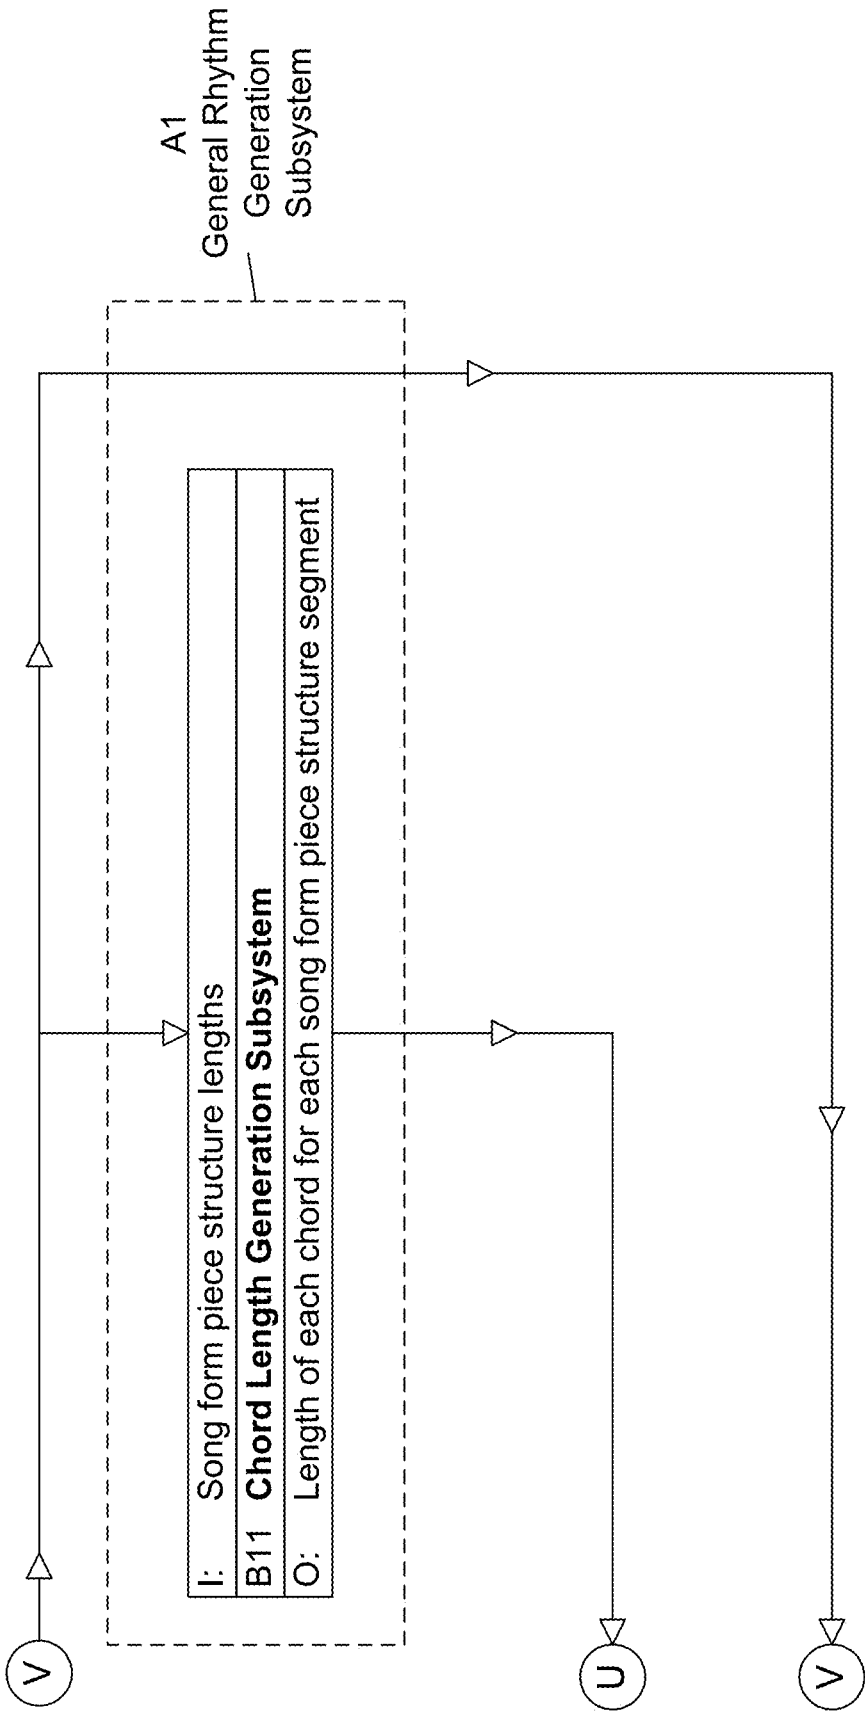 V
A1
General Rhythm
Generation
Subsystem
I: Song form piece structure lengths
B11 Chord Length Generation Subsystem
O: Length of each chord for each song form piece structure segment
U
V